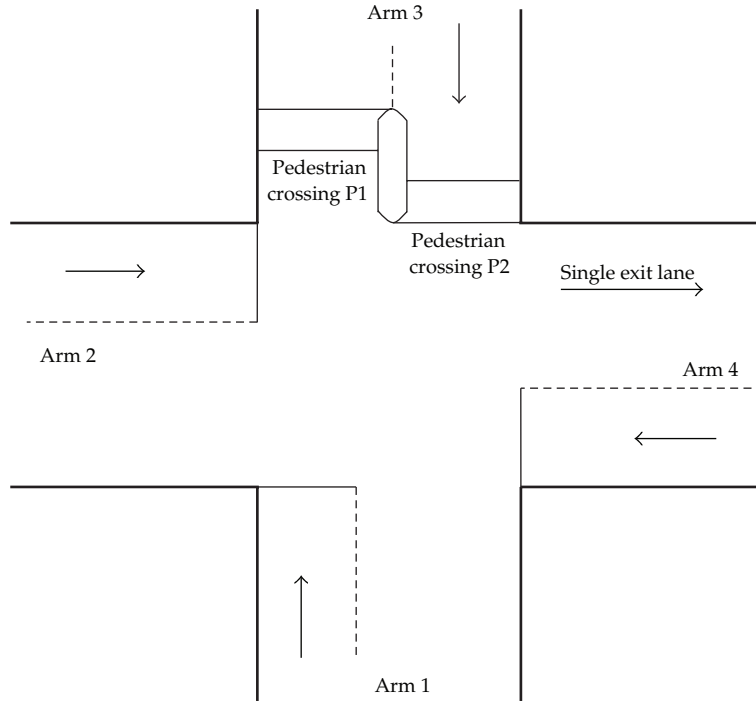 Arm 3
Pedestrian
crossing P1
Pedestrian
crossing P2
Single exit lane
Arm 2
Arm 4
Arm 1